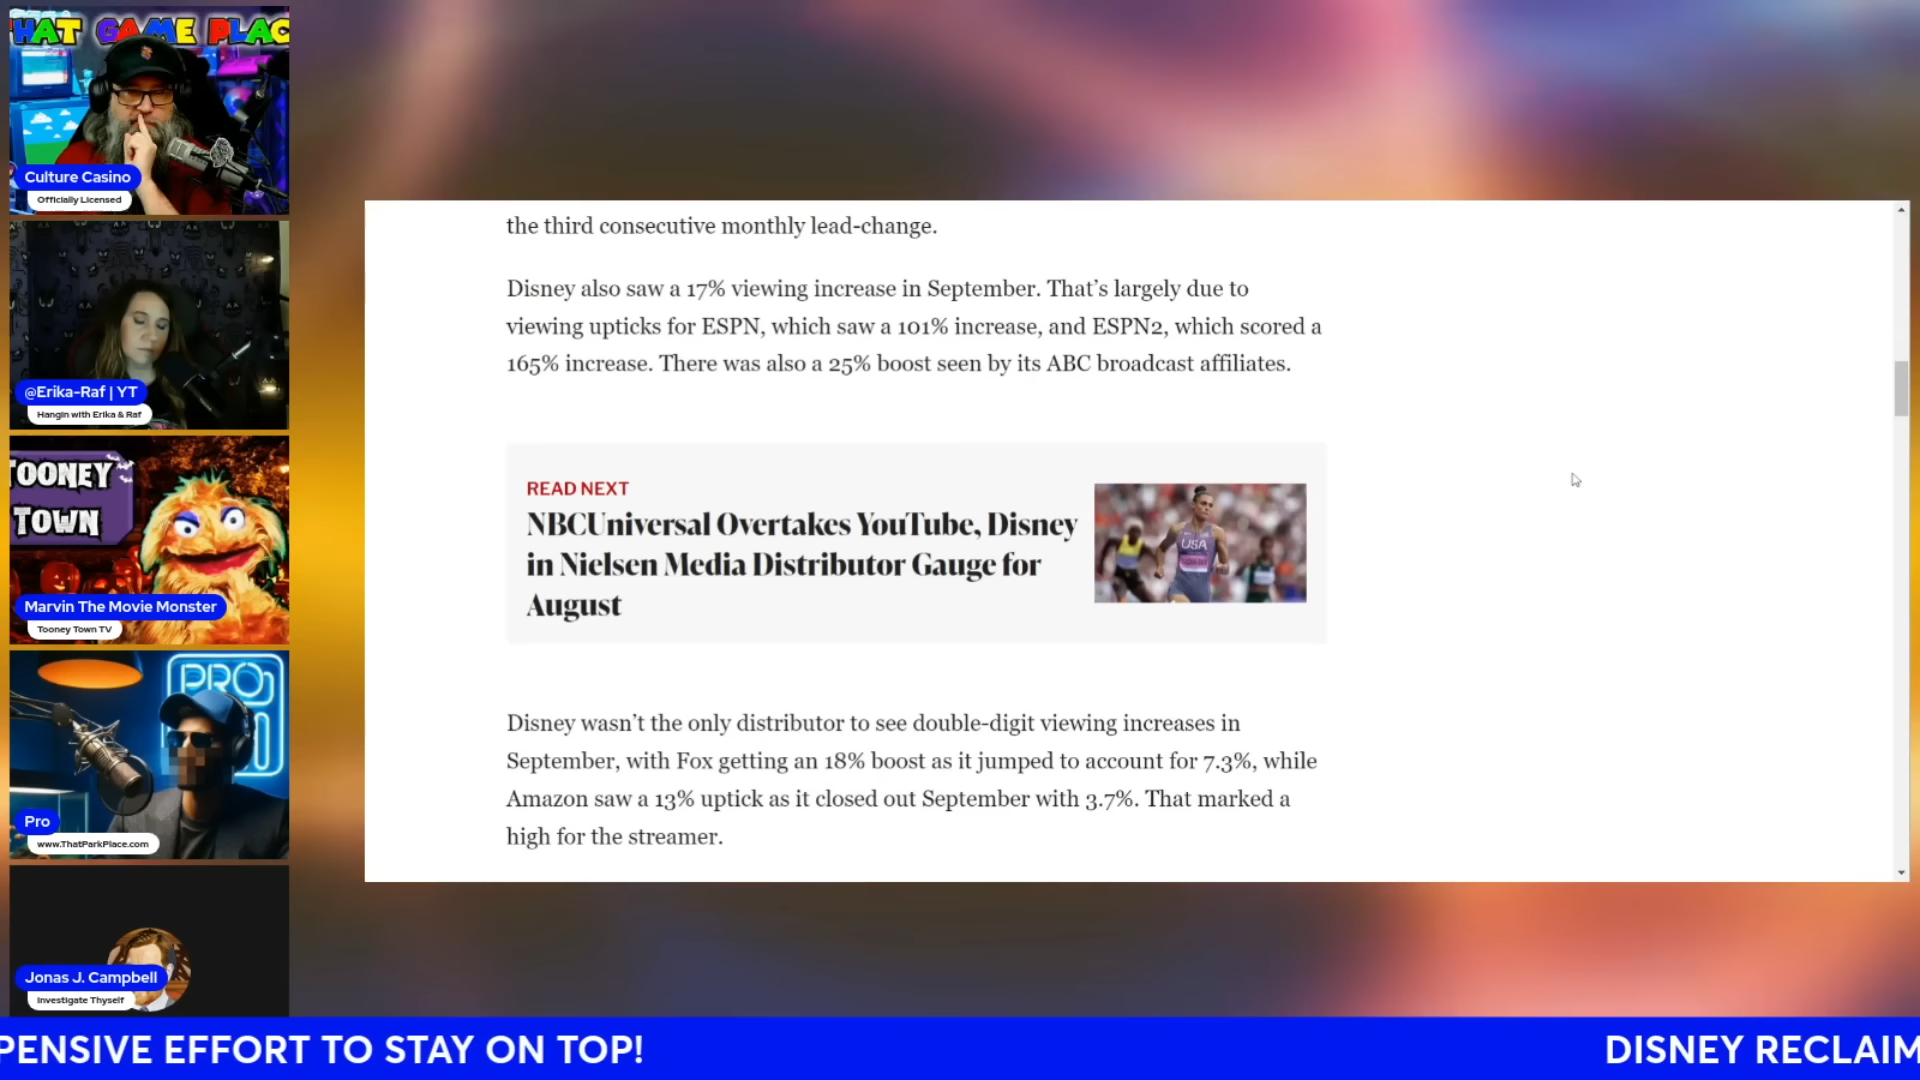 HAT GAME PLAC
Culture Casino
Officially Licensed
@Erika-Raf | YT
Hangin with Erika & Raf
TOONEY
TOWN
Marvin The Movie Monster
Tooney Town TV
PRO
Pro
www.ThatParkPlace.com
Jonas J. Campbell
Investigate Thyself
the third consecutive monthly lead-change.
Disney also saw a 17% viewing increase in September. That’s largely due to
viewing upticks for ESPN, which saw a 101% increase, and ESPN2, which scored a
165% increase. There was also a 25% boost seen by its ABC broadcast affiliates.
READ NEXT
NBCUniversal Overtakes YouTube, Disney
in Nielsen Media Distributor Gauge for
August
USA
Disney wasn’t the only distributor to see double-digit viewing increases in
September, with Fox getting an 18% boost as it jumped to account for 7.3%, while
Amazon saw a 13% uptick as it closed out September with 3.7%. That marked a
high for the streamer.
PENSIVE EFFORT TO STAY ON TOP!
DISNEY RECLAIM